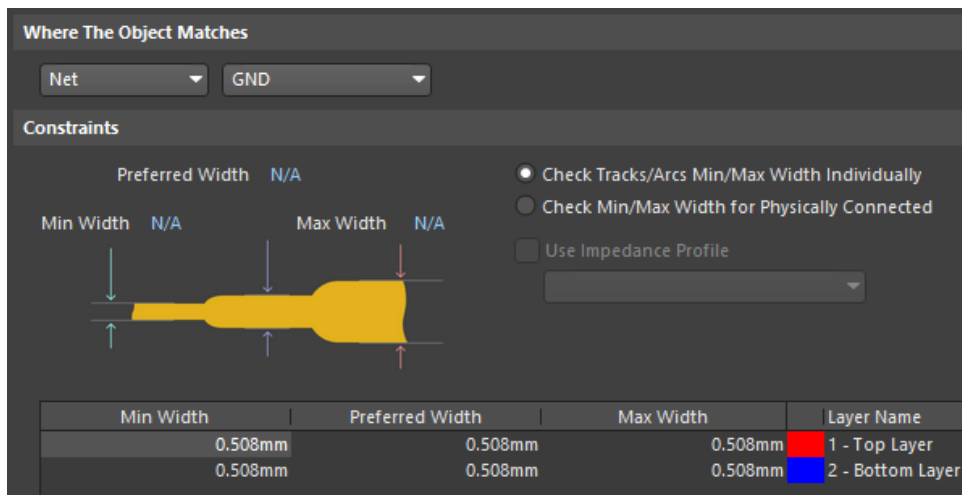 Where The Object Matches
Net GND
Constraints
Preferred Width N/A
Check Tracks/Arcs Min/Max Width Individually
Check Min/Max Width for Physically Connected
Min Width N/A Max Width N/A
Use Impedance Profile
Min Width Preferred Width Max Width Layer Name
0.508mm 0.508mm 0.508mm 1 - Top Layer
0.508mm 0.508mm 0.508mm 2 - Bottom Layer